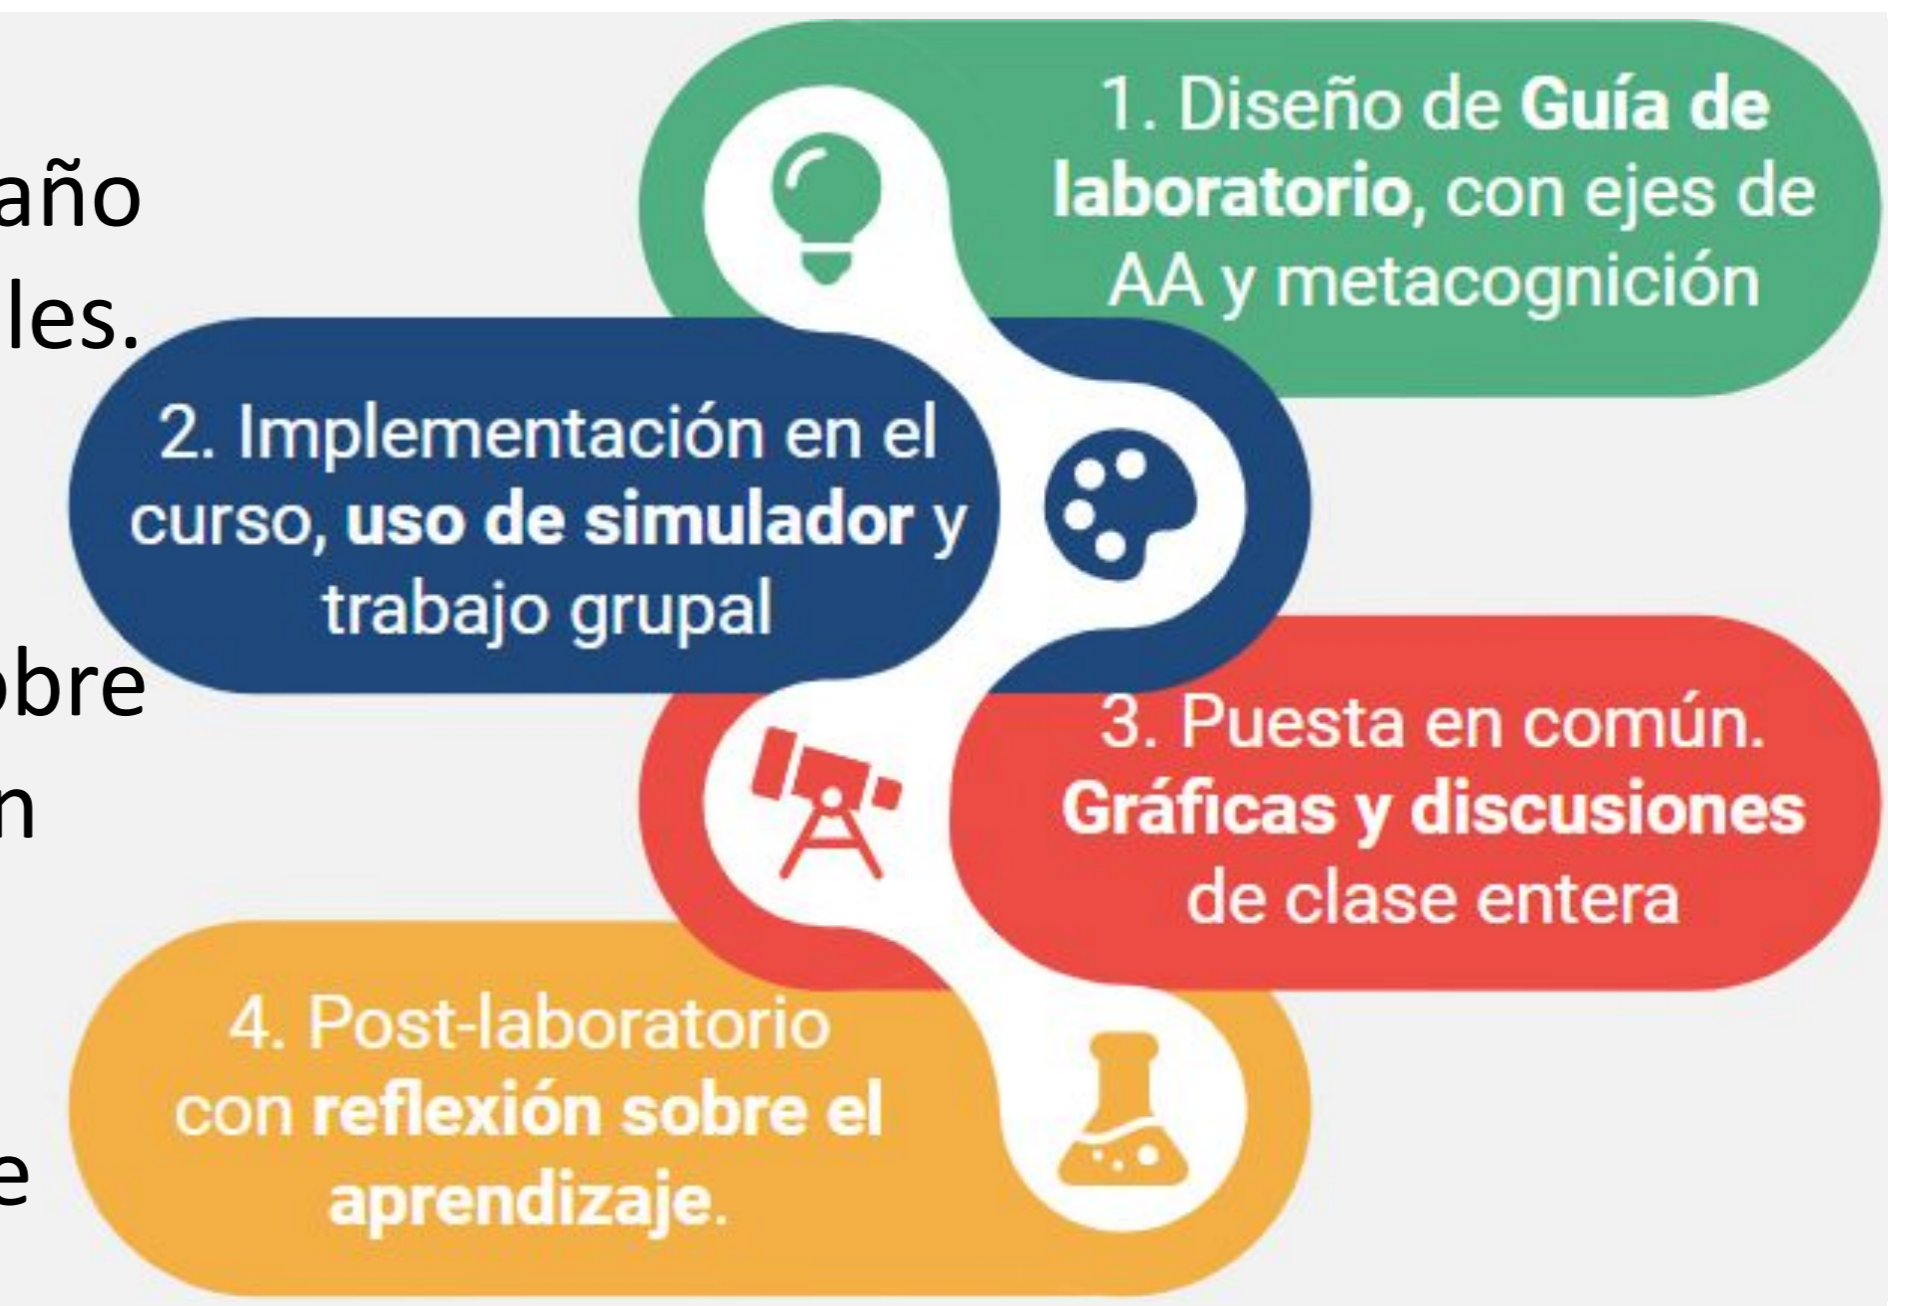 año
les.
1. Diseño de Guía de
laboratorio, con ejes de
AA y metacognición
2. Implementación en el
curso, uso de simulador y
trabajo grupal
obre
n
3. Puesta en común.
Gráficas y discusiones
de clase entera
4. Post-laboratorio
con reflexión sobre el
aprendizaje.
e